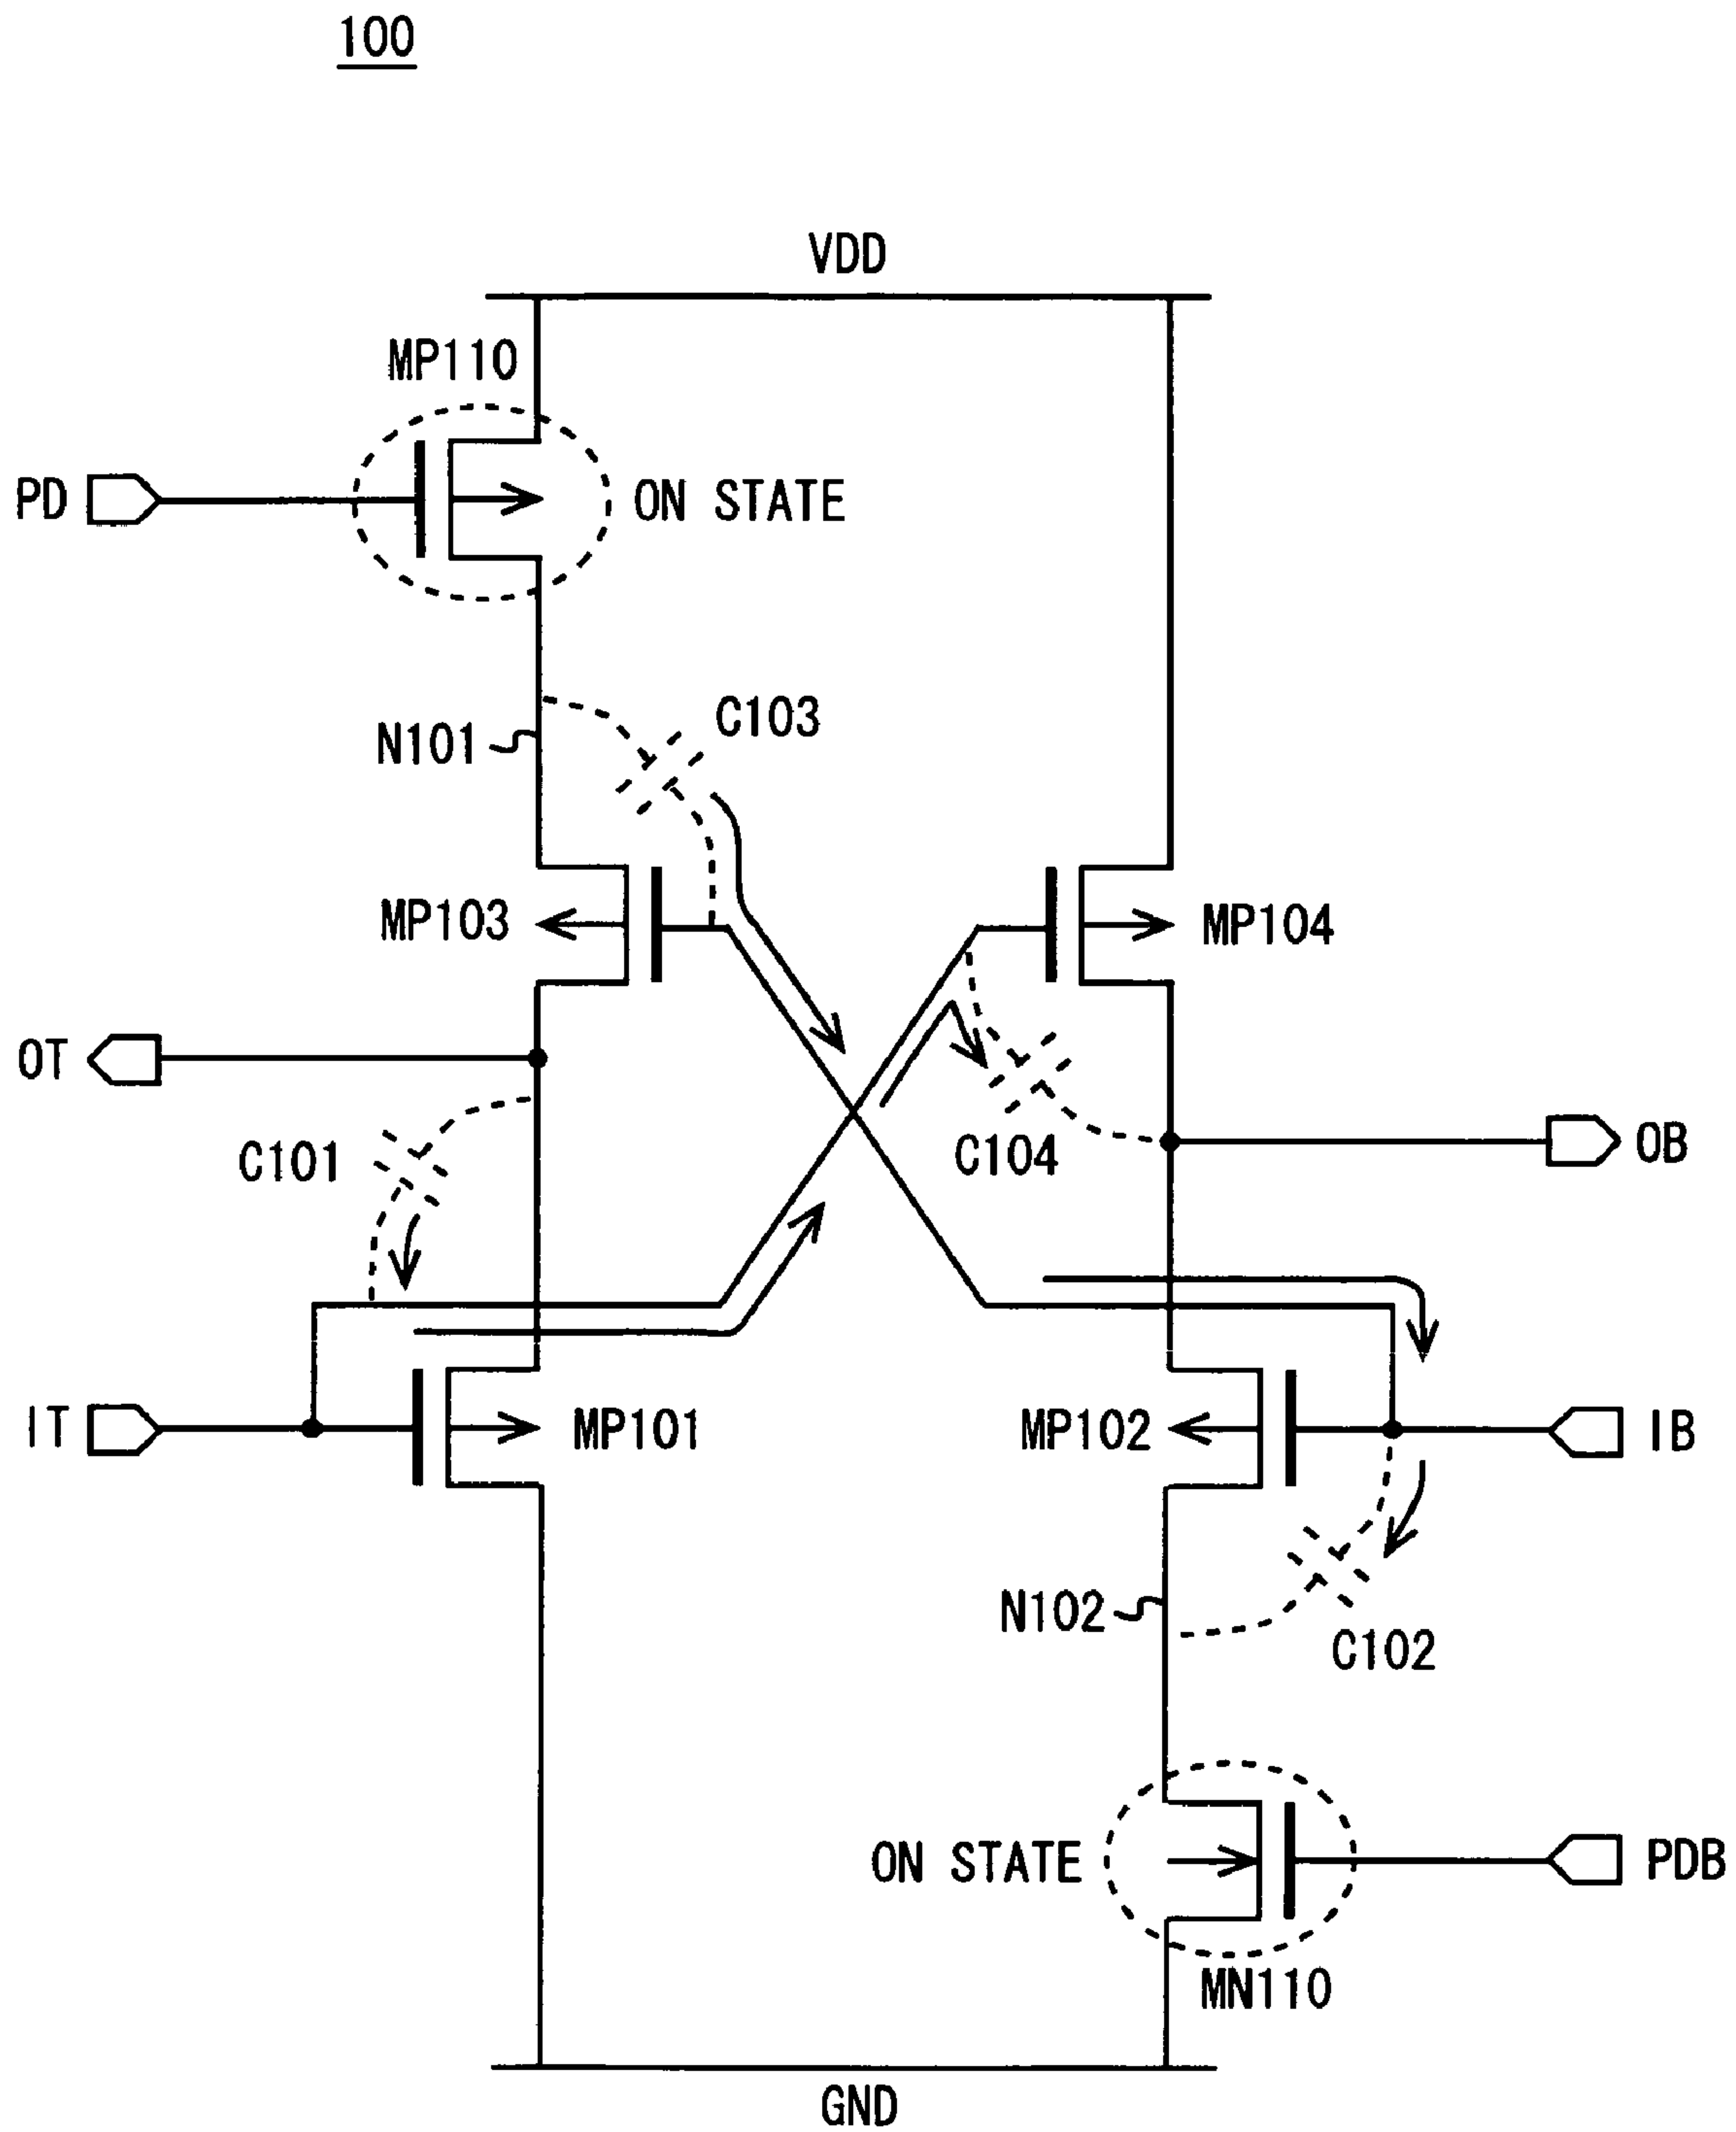 100
VDD
MP110
PD
ON STATE
C103
N101
MP103
MP104
OT
C101
C104
OB
IT
MP101
MP102
IB
N102
C102
ON STATE
PDB
MN110
GND